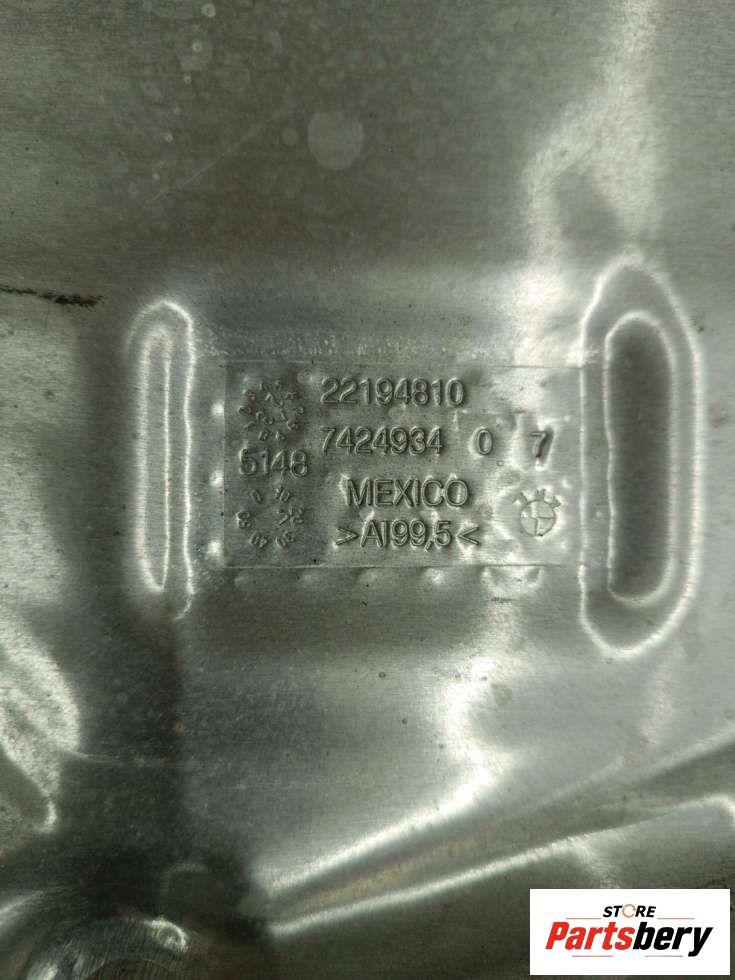 22194810
7424934 0 7
5148
MEXICO
>Al99,5<
STORE
Partsbery